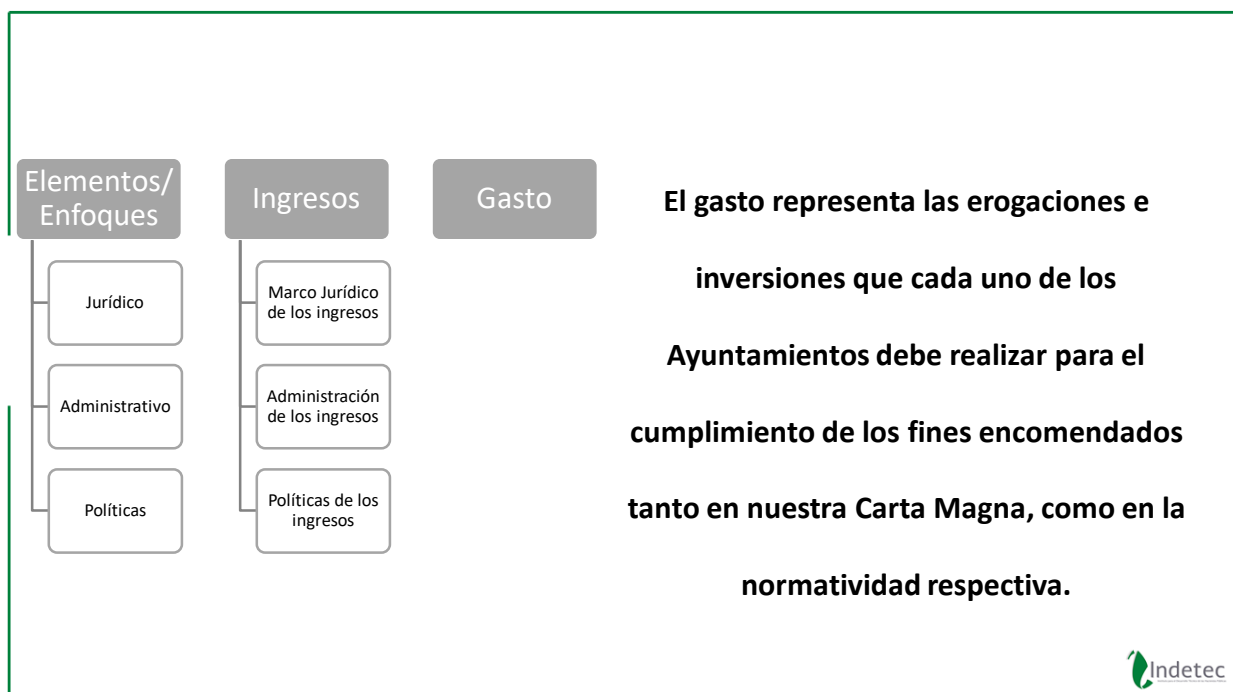 Elementos/
Enfoques
Jurídico
Administrativo
Políticas
Ingresos
Marco Jurídico
de los ingresos
Administración
de los ingresos
Políticas de los
ingresos
Gasto
El gasto representa las erogaciones e
inversiones que cada uno de los
Ayuntamientos debe realizar para el
cumplimiento de los fines encomendados
tanto en nuestra Carta Magna, como en la
normatividad respectiva.
Indetec